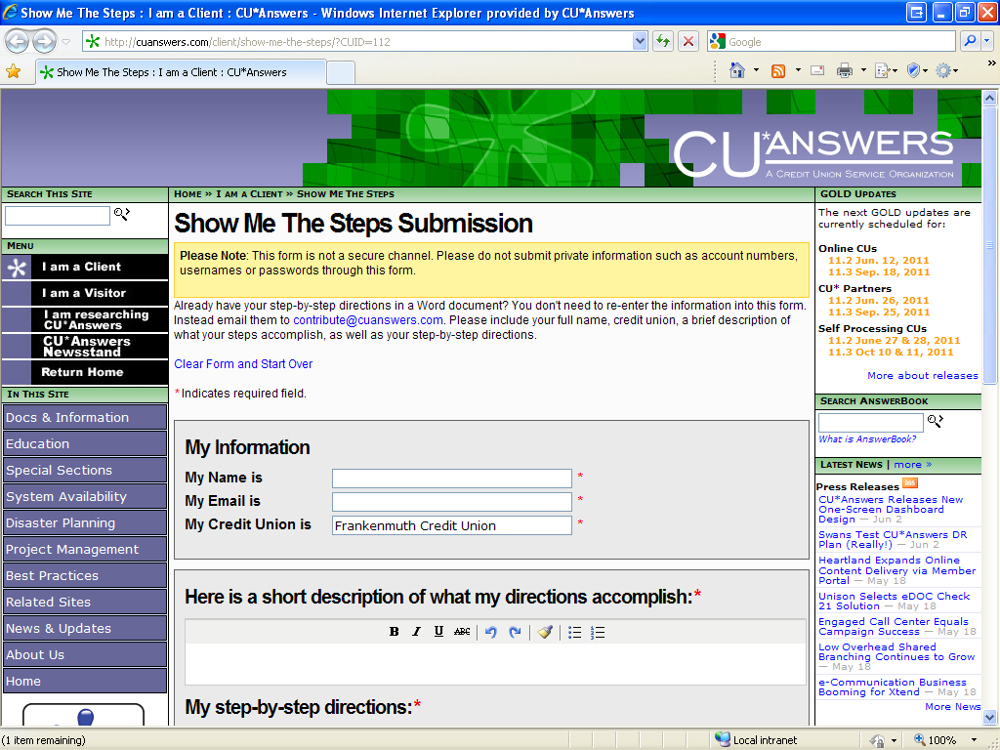 Show Me The Steps : I am a Client : CU*Answers - Windows Internet Explorer provided by CU*Answers
http://cuanswers.com/client/show-me-the-steps/?CUID=112
Google
Show Me The Steps : I am a Client : CU*Answers
CU*ANSWERS
A CREDIT UNION SERVICE ORGANIZATION
SEARCH THIS SITE
MENU
I am a Client
I am a Visitor
I am researching
CU*Answers
CU*Answers
Newsstand
Return Home
IN THIS SITE
Docs & Information
Education
Special Sections
System Availability
Disaster Planning
Project Management
Best Practices
Related Sites
News & Updates
About Us
Home
HOME » I AM A CLIENT » SHOW ME THE STEPS
Show Me The Steps Submission
Please Note: This form is not a secure channel. Please do not submit private information such as account numbers,
usernames or passwords through this form.
Already have your step-by-step directions in a Word document? You don't need to re-enter the information into this form.
Instead email them to contribute@cuanswers.com. Please include your full name, credit union, a brief description of
what your steps accomplish, as well as your step-by-step directions.
Clear Form and Start Over
*Indicates required field.
My Information
My Name is *
My Email is *
My Credit Union is Frankenmuth Credit Union *
Here is a short description of what my directions accomplish:*
B I U ABC
My step-by-step directions:*
GOLD UPDATES
The next GOLD updates are
currently scheduled for:
Online CUs
11.2 Jun. 12, 2011
11.3 Sep. 18, 2011
CU* Partners
11.2 Jun. 26, 2011
11.3 Sep. 25, 2011
Self Processing CUs
11.2 June 27 & 28, 2011
11.3 Oct 10 & 11, 2011
More about releases
SEARCH ANSWERBOOK
What is AnswerBook?
LATEST NEWS | more »
Press Releases RSS
CU*Answers Releases New
One-Screen Dashboard
Design — Jun 2
Swans Test CU*Answers DR
Plan (Really!) — Jun 2
Heartland Expands Online
Content Delivery via Member
Portal — May 18
Unison Selects eDOC Check
21 Solution — May 18
Engaged Call Center Equals
Campaign Success — May 18
Low Overhead Shared
Branching Continues to Grow
— May 18
e-Communication Business
Booming for Xtend — May 18
More News
(1 item remaining)
Local intranet
100%